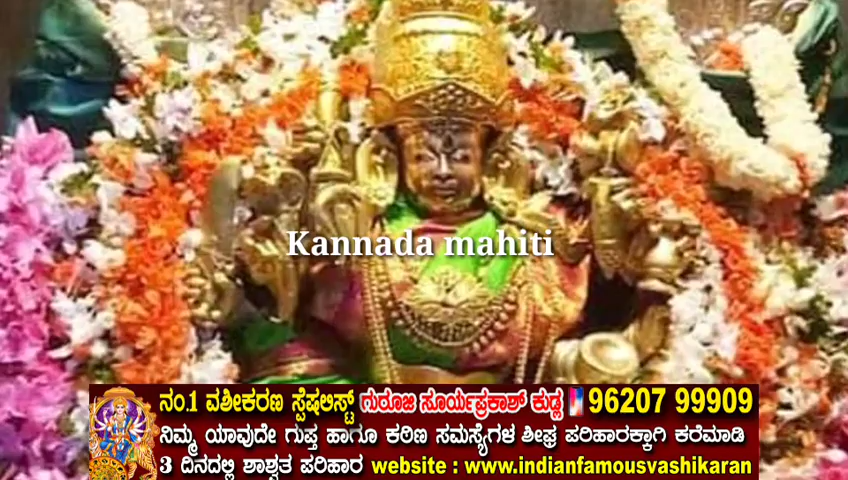 Kannada mahiti
ನಂ.1 ವಶೀಕರಣ ಸ್ಪೆಷಲಿಸ್ಟ್ ಗುರೂಜಿ ಸೂರ್ಯಪ್ರಕಾಶ್ ಕುಡ್ಲ 96207 99909
ನಿಮ್ಮ ಯಾವುದೇ ಗುಪ್ತ ಹಾಗೂ ಕಠಿಣ ಸಮಸ್ಯೆಗಳ ಶೀಘ್ರ ಪರಿಹಾರಕ್ಕಾಗಿ ಕರೆಮಾಡಿ
3 ದಿನದಲ್ಲಿ ಶಾಶ್ವತ ಪರಿಹಾರ website : www.indianfamousvashikaran